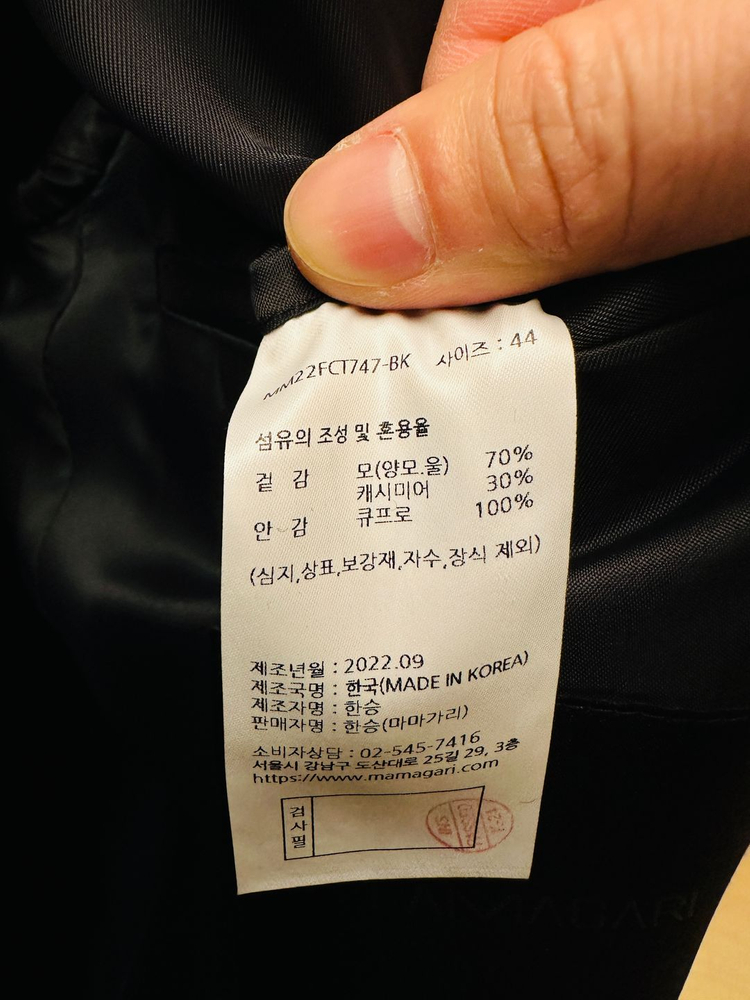 MM22FCT747-BK 사이즈 : 44
섬유의 조성 및 혼용율
겉 감 모(양모.울) 70%
캐시미어 30%
안 감 큐프로 100%
(심지,상표,보강재,자수,장식 제외)
제조년월 : 2022.09
제조국명 : 한국(MADE IN KOREA)
제조자명 : 한승
판매자명 : 한승(마마가리)
소비자상담 : 02-545-7416
서울시 강남구 도산대로 25길 29, 3층
https://www.mamagari.com
검사필